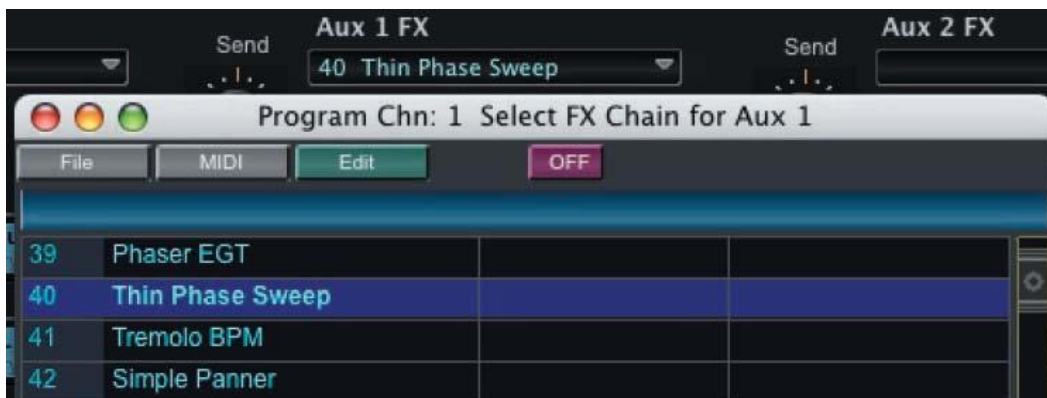 Aux 1 FX
Aux 2 FX
Send
Send
40 Thin Phase Sweep
Program Chn: 1 Select FX Chain for Aux 1
File MIDI Edit OFF
39 Phaser EGT
40 Thin Phase Sweep
41 Tremolo BPM
42 Simple Panner